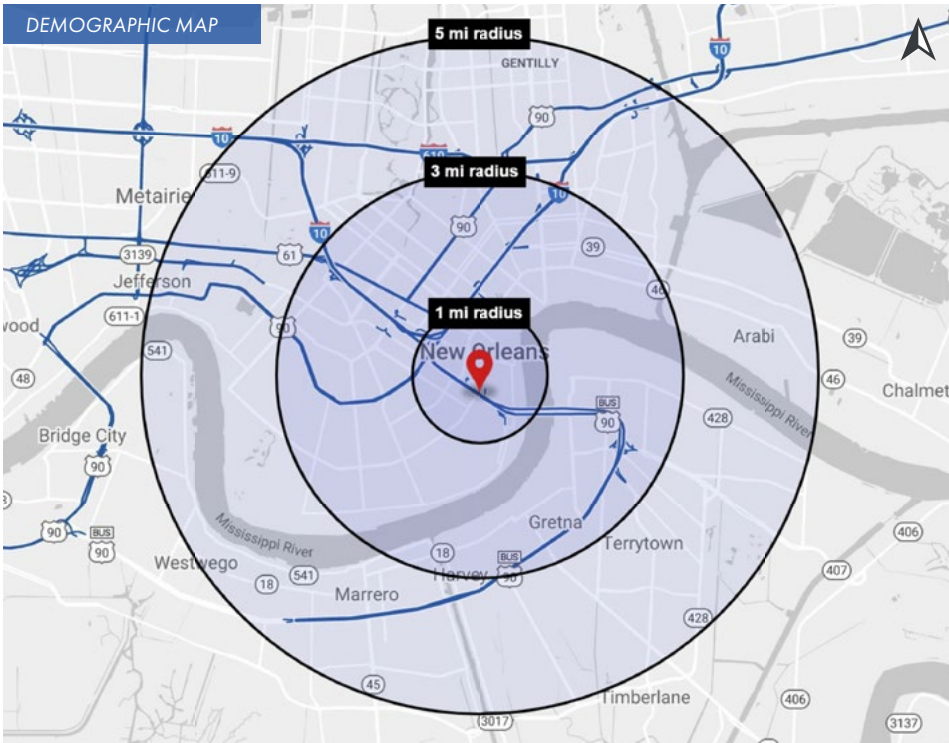 DEMOGRAPHIC MAP
5 mi radius
10
GENTILLY
90
10
610
611-9
3 mi radius
10
Metairie
90
10
39
3139
61
Jefferson
46
611-1
90
1 mi radius
wood
Arabi
39
541
New Orleans
48
46
Mississippi River
Chalmet
BUS
90
428
Bridge City
90
Mississippi River
Gretna
90
BUS
90
Terrytown
406
18
BUS
90
Westwego
541
18
Harvey
407
Marrero
428
45
Timberlane
406
3017
3137